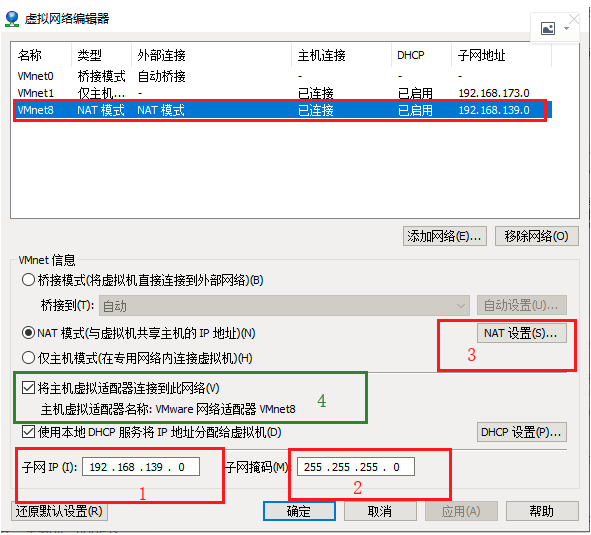 虚拟网络编辑器
名称 类型 外部连接 主机连接 DHCP 子网地址
VMnet0 桥接模式 自动桥接 - - -
VMnet1 仅主机... - 已连接 已启用 192.168.173.0
VMnet8 NAT 模式 NAT 模式 已连接 已启用 192.168.139.0
添加网络(E)... 移除网络(O)
VMnet 信息
桥接模式(将虚拟机直接连接到外部网络)(B)
桥接到(T): 自动 自动设置(U)...
NAT 模式(与虚拟机共享主机的 IP 地址)(N) NAT 设置(S)...
3
仅主机模式(在专用网络内连接虚拟机)(H)
将主机虚拟适配器连接到此网络(V)
4
主机虚拟适配器名称: VMware 网络适配器 VMnet8
使用本地 DHCP 服务将 IP 地址分配给虚拟机(D) DHCP 设置(P)...
子网 IP (I): 192 .168 .139 . 0 子网掩码(M): 255 .255 .255 . 0
1 2
还原默认设置(R) 确定 取消 应用(A) 帮助